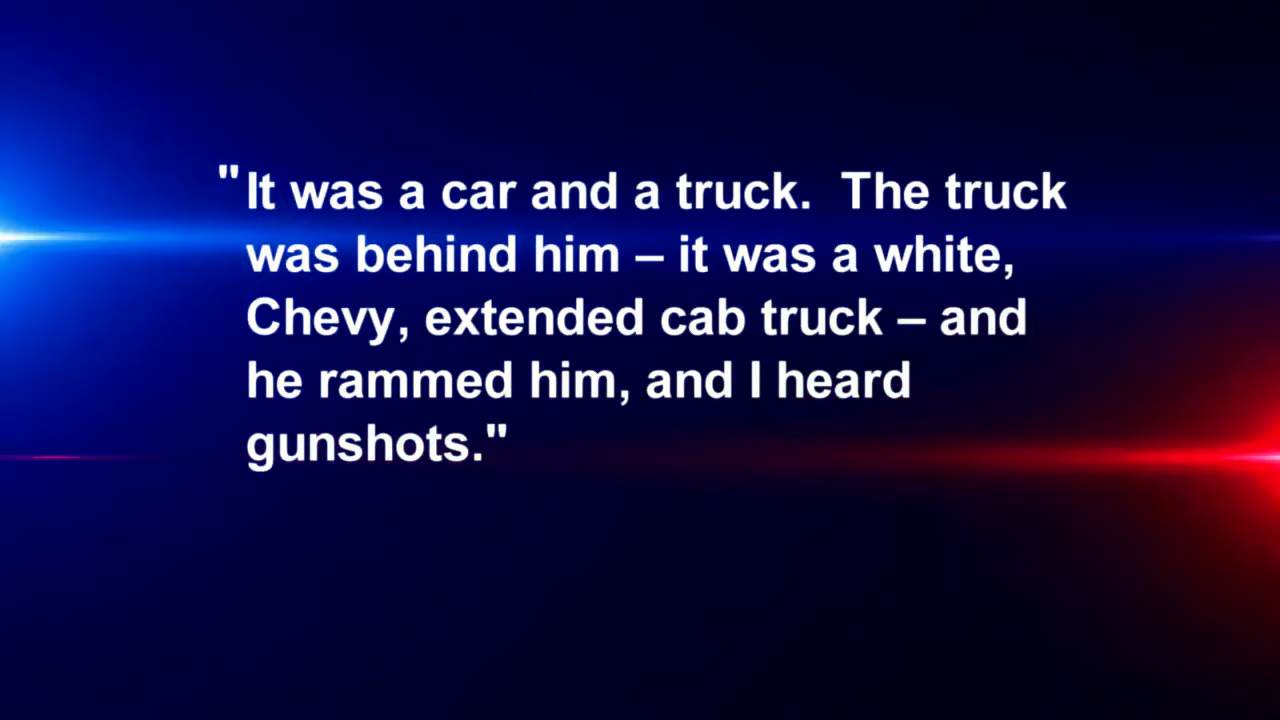 "It was a car and a truck.  The truck
was behind him – it was a white,
Chevy, extended cab truck – and
he rammed him, and I heard
gunshots."